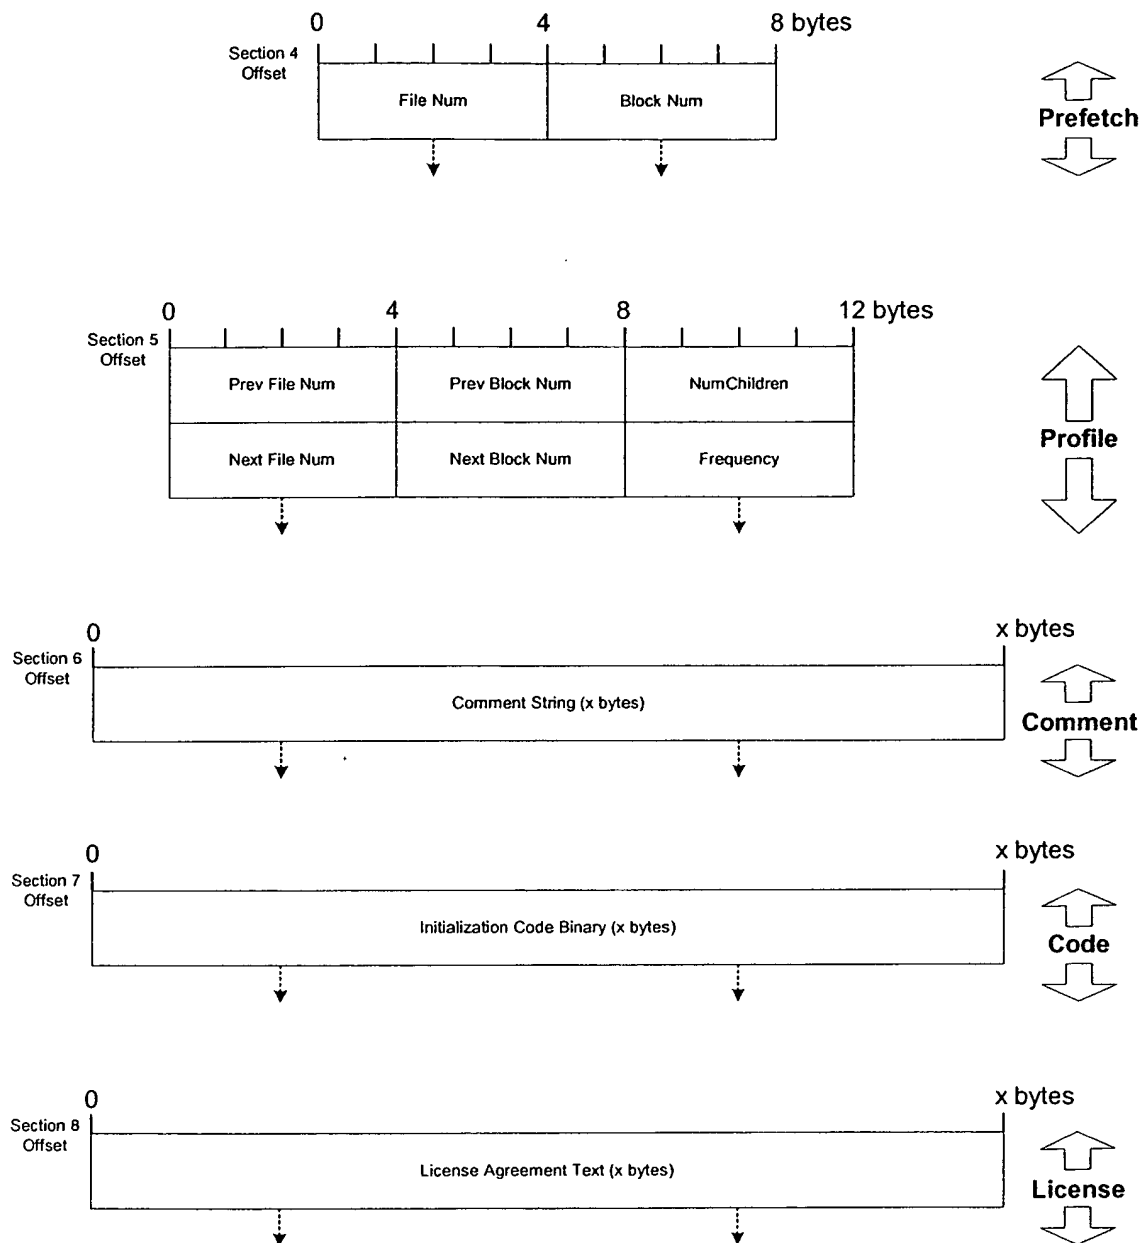 0 4 8 bytes
Section 4
Offset
File Num Block Num
Prefetch
0 4 8 12 bytes
Section 5
Offset
Prev File Num Prev Block Num NumChildren
Next File Num Next Block Num Frequency
Profile
0 x bytes
Section 6
Offset
Comment String (x bytes)
Comment
0 x bytes
Section 7
Offset
Initialization Code Binary (x bytes)
Code
0 x bytes
Section 8
Offset
License Agreement Text (x bytes)
License